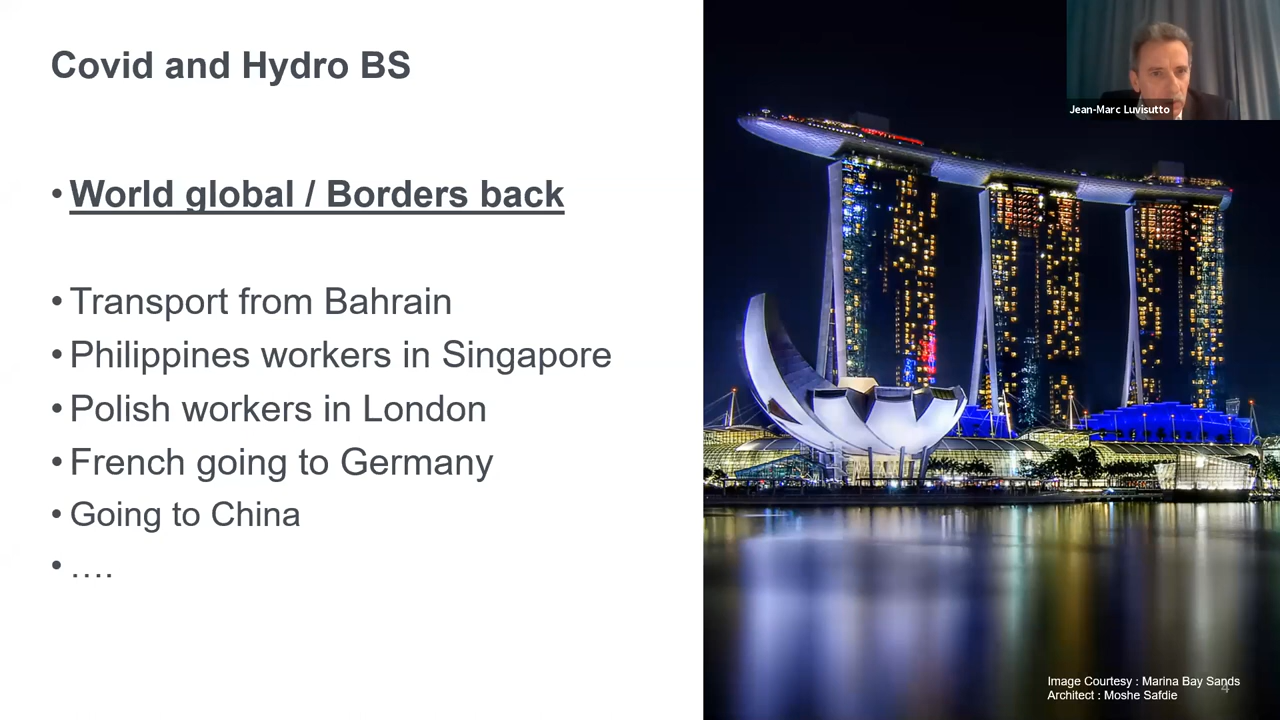 Covid and Hydro BS
• World global / Borders back
• Transport from Bahrain
• Philippines workers in Singapore
• Polish workers in London
• French going to Germany
• Going to China
• ....
Jean-Marc Luvisutto
Image Courtesy : Marina Bay Sands
Architect : Moshe Safdie
4